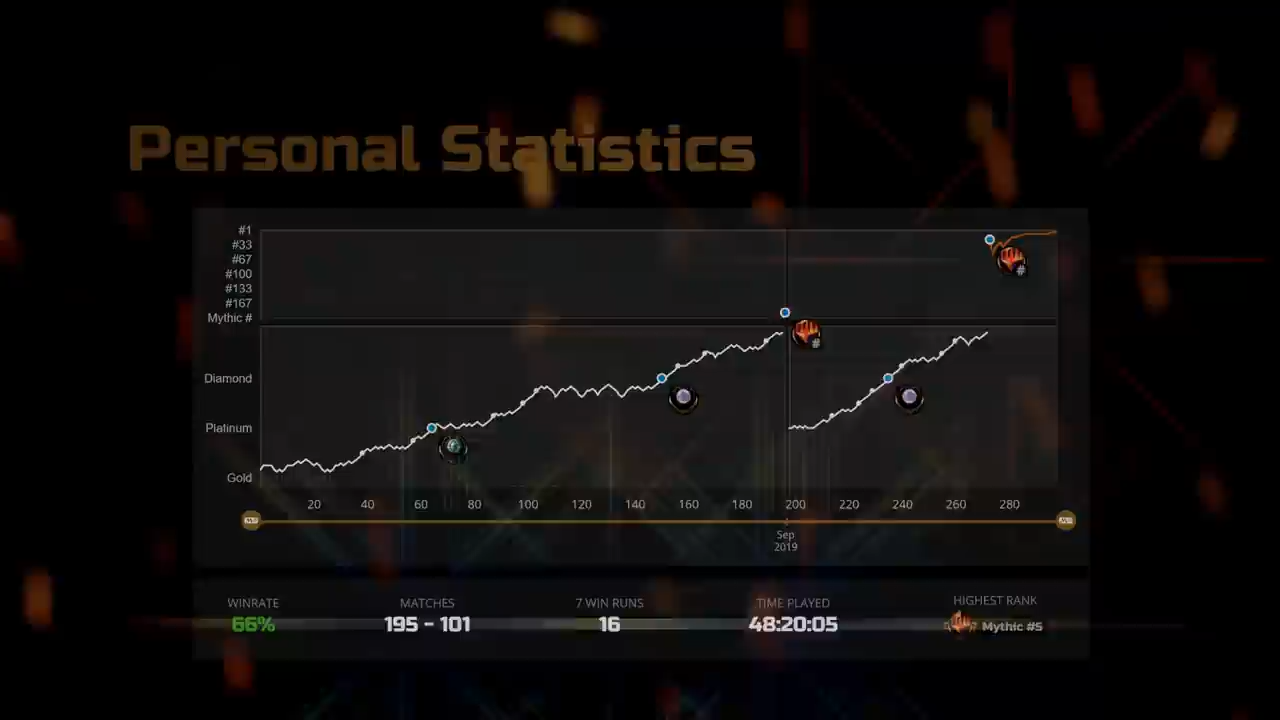 Personal Statistics
#1
#33
#67
#100
#133
#167
Mythic #
Diamond
Platinum
Gold
#
#
20 40 60 80 100 120 140 160 180 200 220 240 260 280
Sep
2019
WINRATE MATCHES 7 WIN RUNS TIME PLAYED HIGHEST RANK
66% 195 - 101 16 48:20:05 Mythic #5